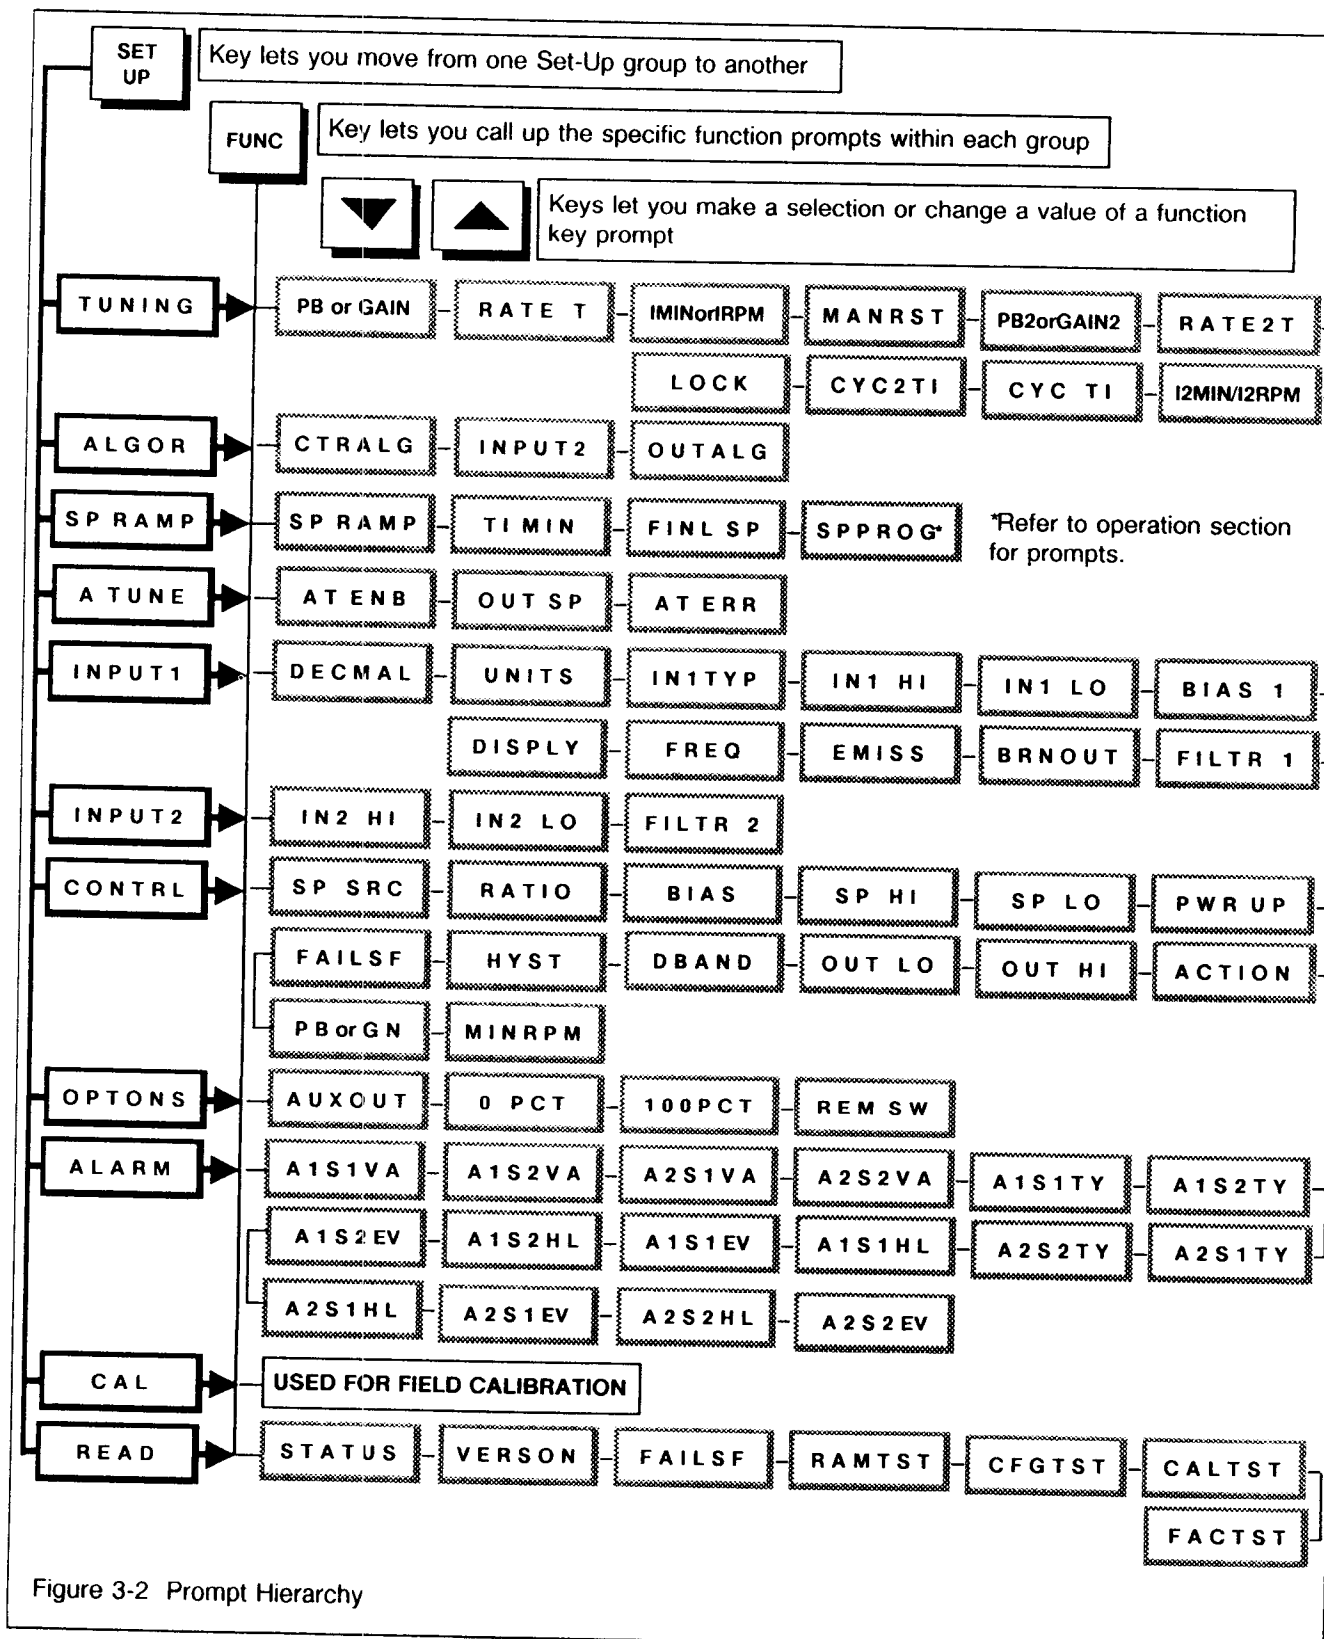 SET
UP
Key lets you move from one Set-Up group to another
FUNC
Key lets you call up the specific function prompts within each group
Keys let you make a selection or change a value of a function
key prompt
TUNING PB or GAIN RATE T IMINorIRPM MANRST PB2orGAIN2 RATE2T
LOCK CYC2TI CYC TI I2MIN/I2RPM
ALGOR CTRALG INPUT2 OUTALG
SP RAMP SP RAMP TI MIN FINL SP SPPROG*
*Refer to operation section
for prompts.
A TUNE AT ENB OUT SP AT ERR
INPUT1 DECMAL UNITS IN1TYP IN1 HI IN1 LO BIAS 1
DISPLY FREQ EMISS BRNOUT FILTR 1
INPUT2 IN2 HI IN2 LO FILTR 2
CONTRL SP SRC RATIO BIAS SP HI SP LO PWR UP
FAILSF HYST DBAND OUT LO OUT HI ACTION
PB or GN MINRPM
OPTONS AUXOUT 0 PCT 100PCT REM SW
ALARM A1S1VA A1S2VA A2S1VA A2S2VA A1S1TY A1S2TY
A1S2EV A1S2HL A1S1EV A1S1HL A2S2TY A2S1TY
A2S1HL A2S1EV A2S2HL A2S2EV
CAL USED FOR FIELD CALIBRATION
READ STATUS VERSON FAILSF RAMTST CFGTST CALTST
FACTST
Figure 3-2 Prompt Hierarchy